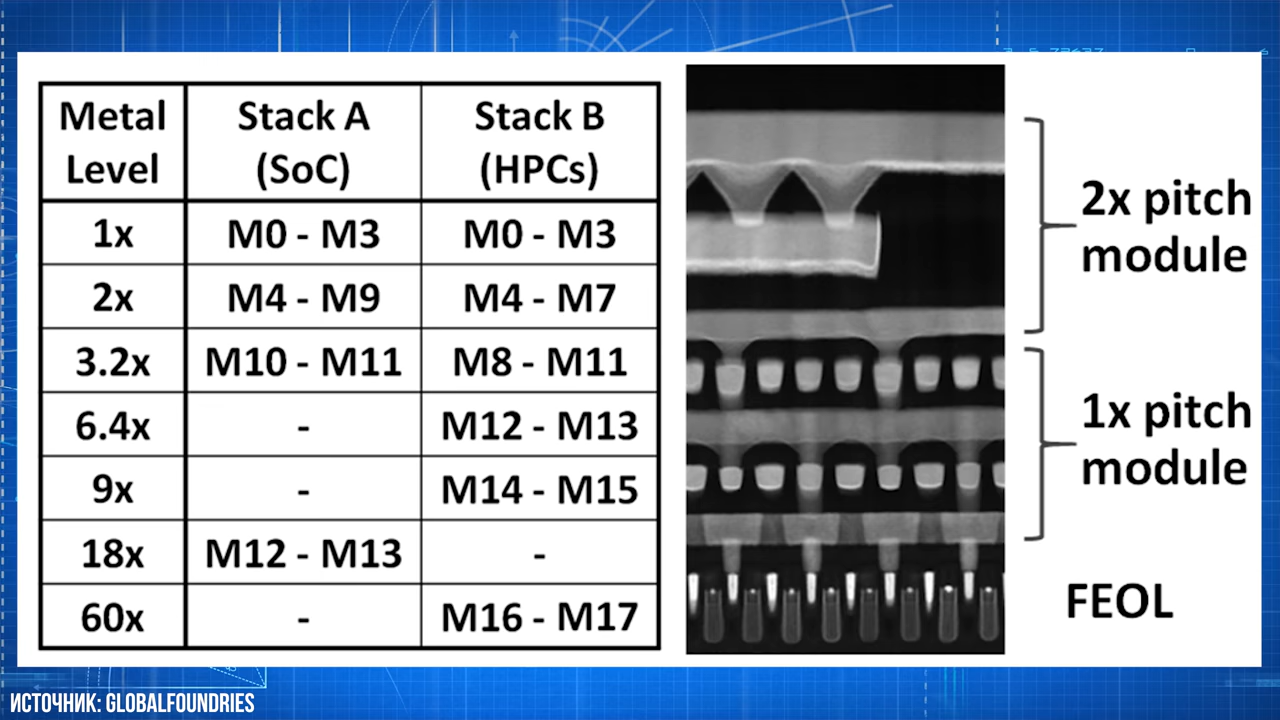 Metal Level | Stack A (SoC) | Stack B (HPCs)
1x | M0 - M3 | M0 - M3
2x | M4 - M9 | M4 - M7
3.2x | M10 - M11 | M8 - M11
6.4x | - | M12 - M13
9x | - | M14 - M15
18x | M12 - M13 | -
60x | - | M16 - M17
2x pitch
module
1x pitch
module
FEOL
ИСТОЧНИК: GLOBALFOUNDRIES